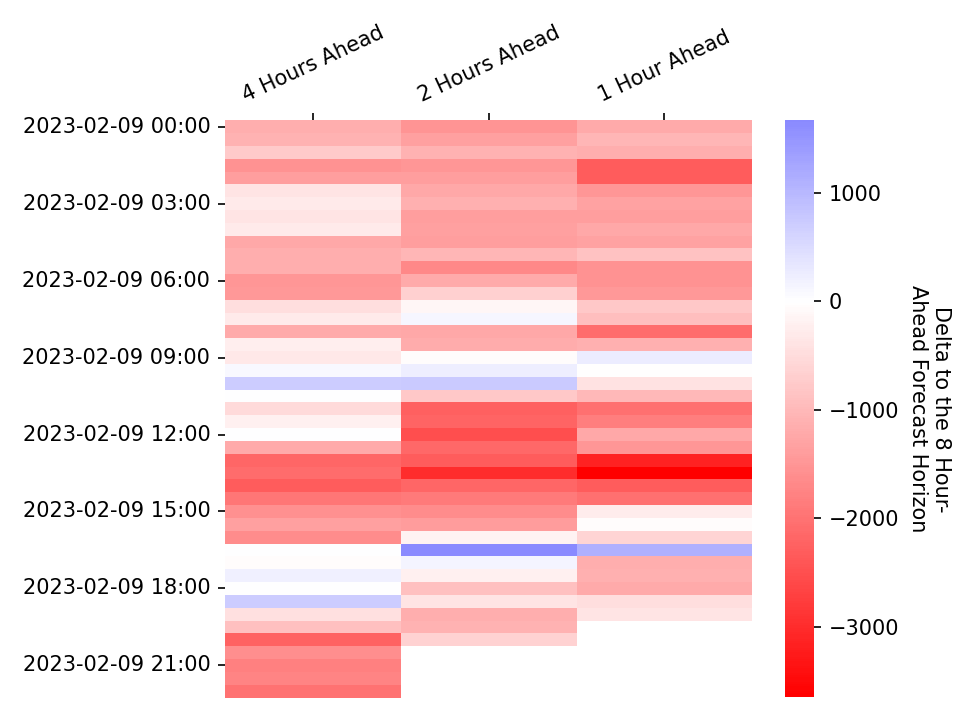 4 Hours Ahead
2 Hours Ahead
1 Hour Ahead
2023-02-09 00:00
2023-02-09 03:00
2023-02-09 06:00
2023-02-09 09:00
2023-02-09 12:00
2023-02-09 15:00
2023-02-09 18:00
2023-02-09 21:00
1000
0
−1000
−2000
−3000
Delta to the 8 Hour-
Ahead Forecast Horizon